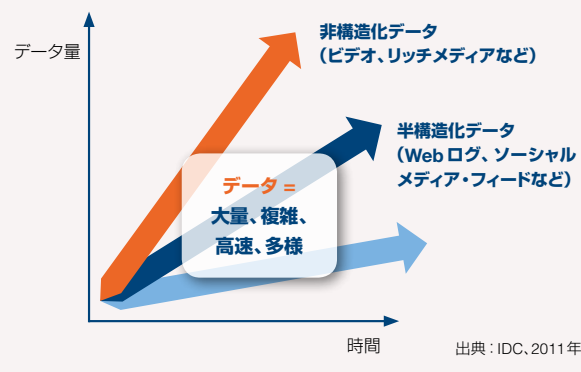 非構造化データ
（ビデオ、リッチメディアなど）
データ量
半構造化データ
（Web ログ、ソーシャル
メディア・フィードなど）
データ =
大量、複雑、
高速、多様
時間
出典：IDC、2011年